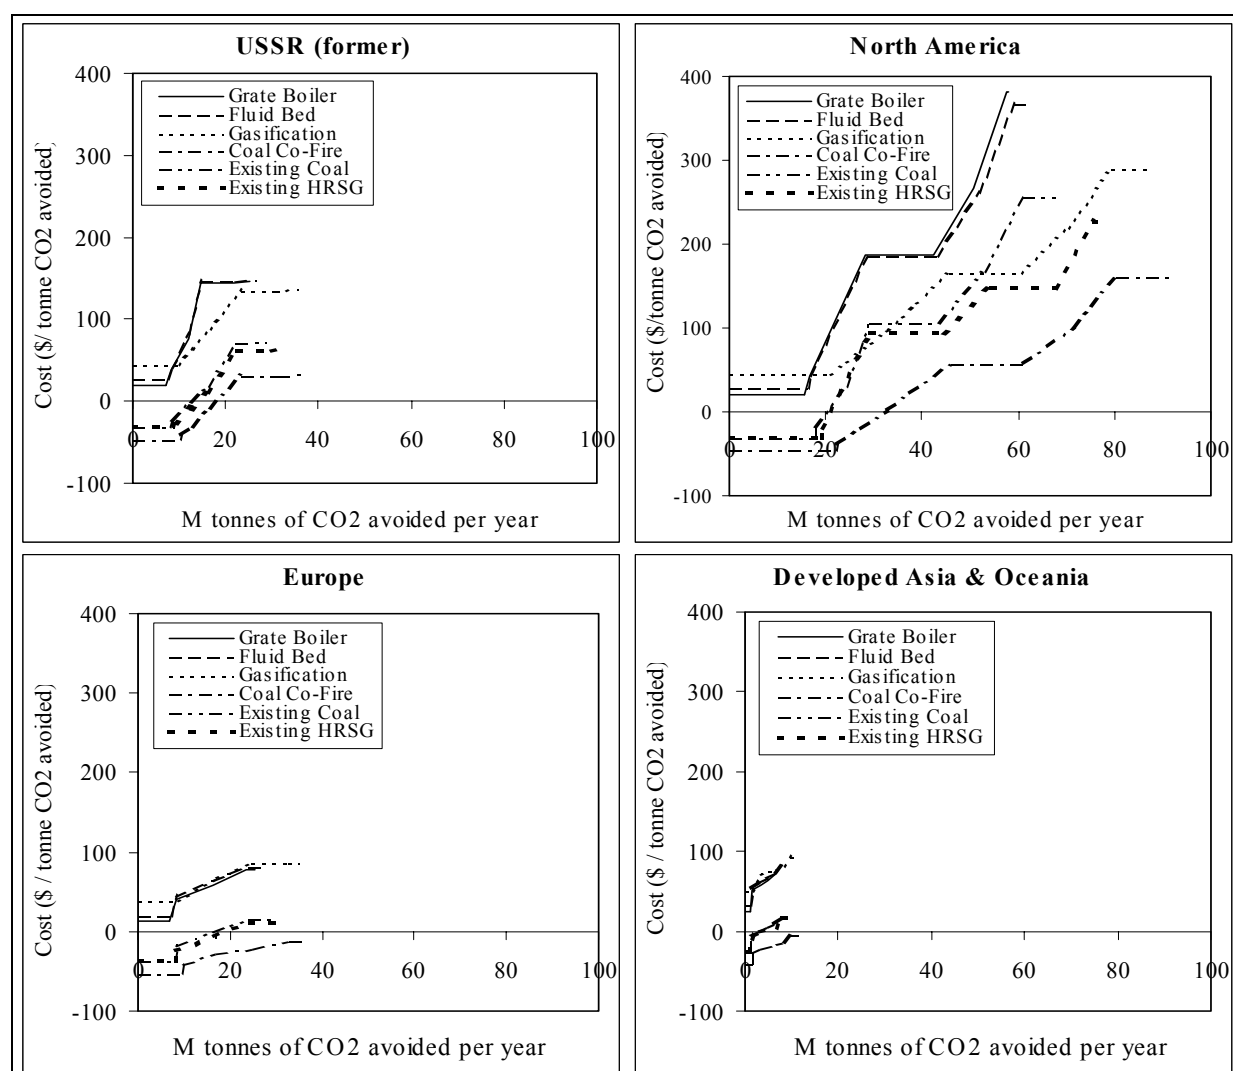 USSR (former)
400
300
200
100
0
-100
0 20 40 60 80 100
Cost ($/ tonne CO2 avoided)
M tonnes of CO2 avoided per year
Grate Boiler
Fluid Bed
Gasification
Coal Co-Fire
Existing Coal
Existing HRSG
North America
400
300
200
100
0
-100
0 20 40 60 80 100
Cost ($/tonne CO2 avoided)
M tonnes of CO2 avoided per year
Grate Boiler
Fluid Bed
Gasification
Coal Co-Fire
Existing Coal
Existing HRSG
Europe
400
300
200
100
0
-100
0 20 40 60 80 100
Cost ($ / tonne CO2 avoided)
M tonnes of CO2 avoided per year
Grate Boiler
Fluid Bed
Gasification
Coal Co-Fire
Existing Coal
Existing HRSG
Developed Asia & Oceania
400
300
200
100
0
-100
0 20 40 60 80 100
Cost ($ / tonne CO2 avoided)
M tonnes of CO2 avoided per year
Grate Boiler
Fluid Bed
Gasification
Coal Co-Fire
Existing Coal
Existing HRSG